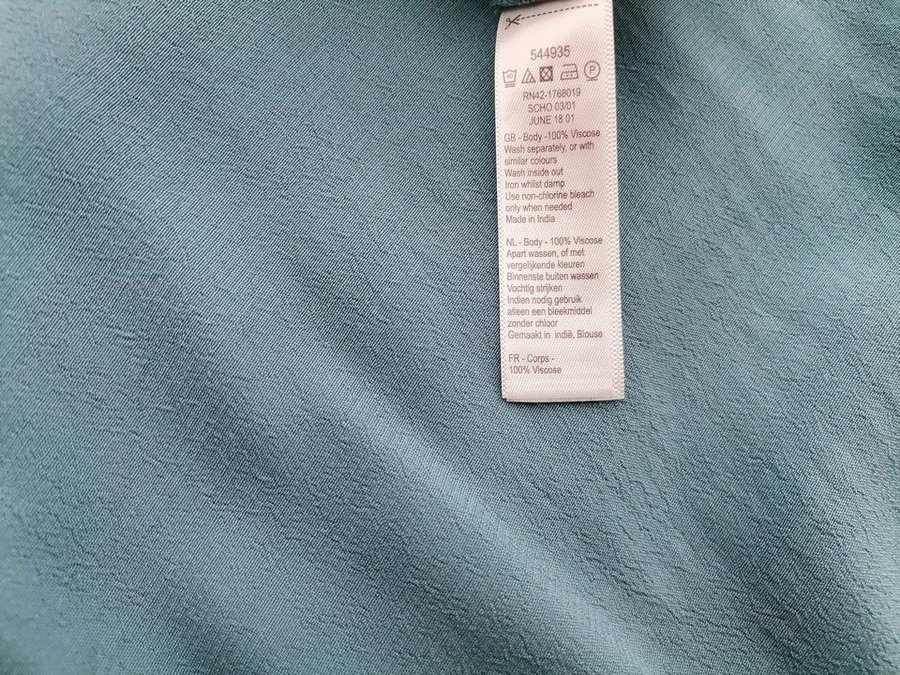 544935
40 P
RN42-1768019
SCHO 03/01
JUNE 18 01
GB - Body -100% Viscose
Wash separately, or with
similar colours
Wash inside out
Iron whilst damp
Use non-chlorine bleach
only when needed
Made in India
NL - Body - 100% Viscose
Apart wassen, of met
vergelijkende kleuren
Binnenste buiten wassen
Vochtig strijken
Indien nodig gebruik
alleen een bleekmiddel
zonder chloor
Gemaakt in indië, Blouse
FR - Corps -
100% Viscose